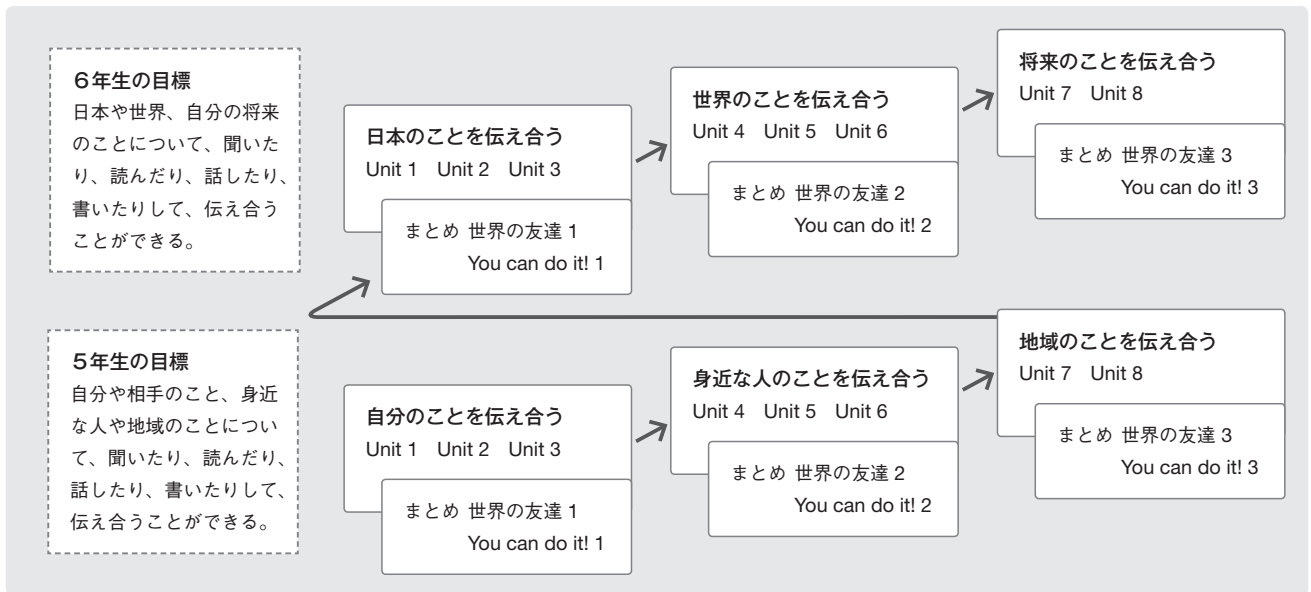 6年生の目標
日本や世界、自分の将来
のことについて、聞いた
り、読んだり、話したり、
書いたりして、伝え合う
ことができる。
日本のことを伝え合う
Unit 1 Unit 2 Unit 3
まとめ 世界の友達 1
You can do it! 1
世界のことを伝え合う
Unit 4 Unit 5 Unit 6
まとめ 世界の友達 2
You can do it! 2
将来のことを伝え合う
Unit 7 Unit 8
まとめ 世界の友達 3
You can do it! 3
5年生の目標
自分や相手のこと、身近
な人や地域のことについ
て、聞いたり、読んだり、
話したり、書いたりして、
伝え合うことができる。
自分のことを伝え合う
Unit 1 Unit 2 Unit 3
まとめ 世界の友達 1
You can do it! 1
身近な人のことを伝え合う
Unit 4 Unit 5 Unit 6
まとめ 世界の友達 2
You can do it! 2
地域のことを伝え合う
Unit 7 Unit 8
まとめ 世界の友達 3
You can do it! 3